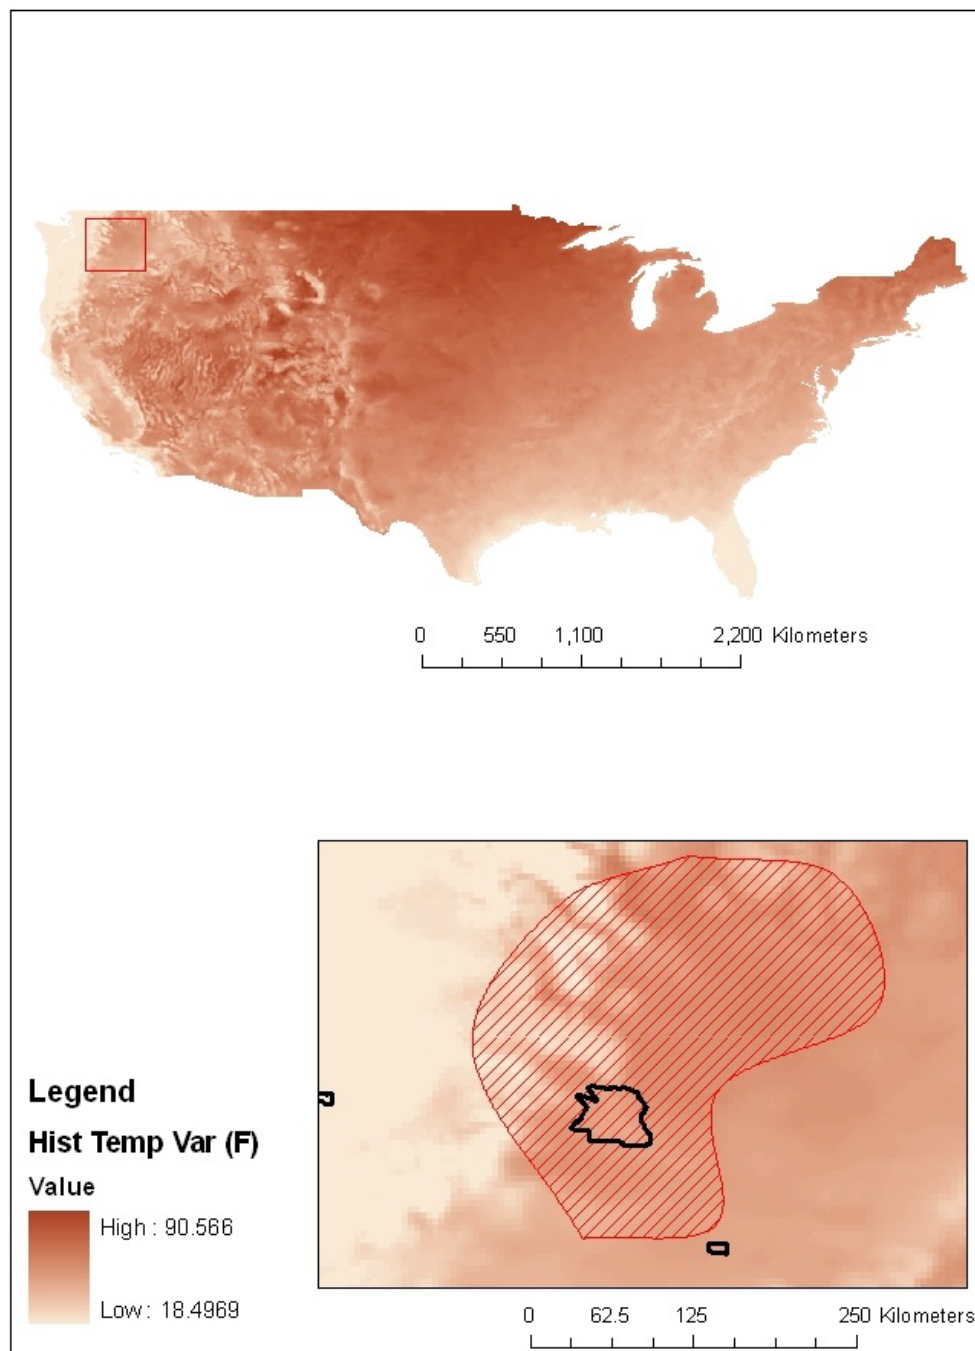 0 550 1,100 2,200 Kilometers
Legend
Hist Temp Var (F)
Value
High : 90.566
Low : 18.4969
0 62.5 125 250 Kilometers